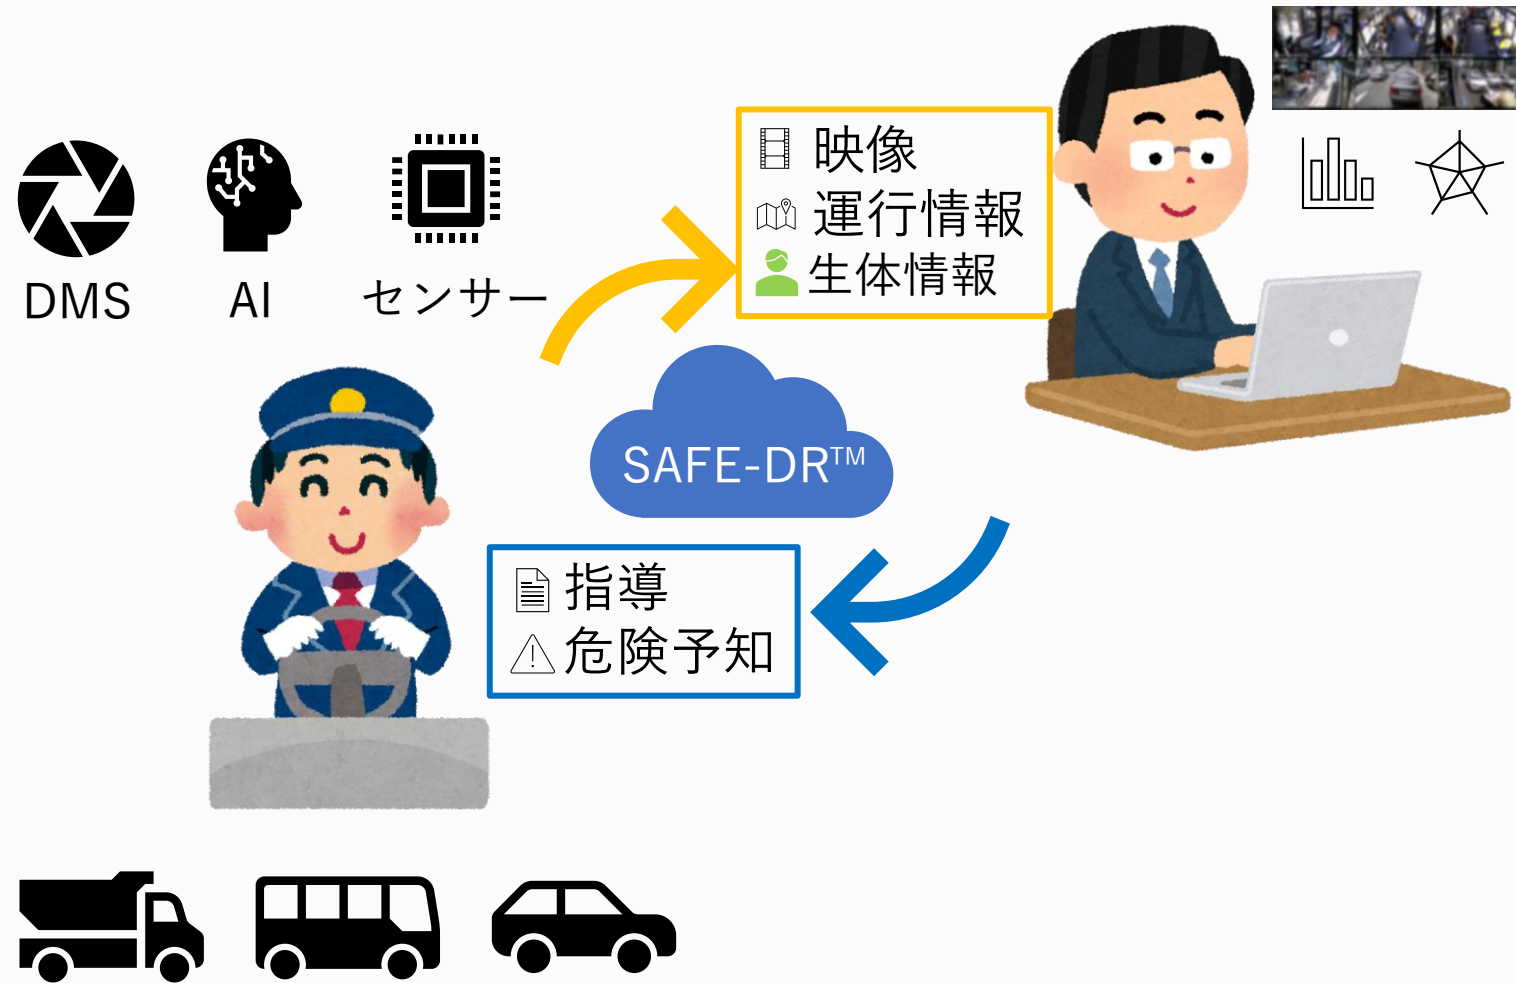 DMS
AI
センサー
映像
運行情報
生体情報
SAFE-DR™
指導
危険予知